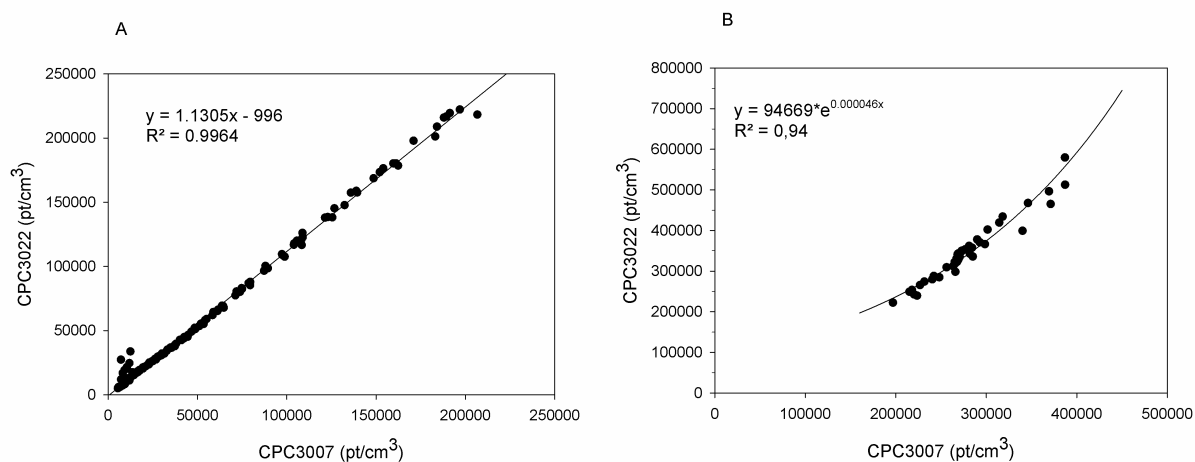 A
250000
200000
150000
100000
50000
0
CPC3022 (pt/cm³)
y = 1.1305x - 996
R² = 0.9964
0 50000 100000 150000 200000 250000
CPC3007 (pt/cm³)
B
800000
700000
600000
500000
400000
300000
200000
100000
0
CPC3022 (pt/cm³)
y = 94669*e^0.000046x
R² = 0,94
0 100000 200000 300000 400000 500000
CPC3007 (pt/cm³)